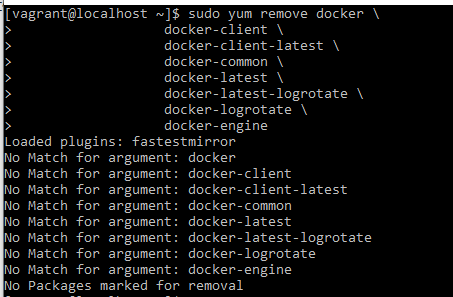 [vagrant@localhost ~]$ sudo yum remove docker \
> docker-client \
> docker-client-latest \
> docker-common \
> docker-latest \
> docker-latest-logrotate \
> docker-logrotate \
> docker-engine
Loaded plugins: fastestmirror
No Match for argument: docker
No Match for argument: docker-client
No Match for argument: docker-client-latest
No Match for argument: docker-common
No Match for argument: docker-latest
No Match for argument: docker-latest-logrotate
No Match for argument: docker-logrotate
No Match for argument: docker-engine
No Packages marked for removal